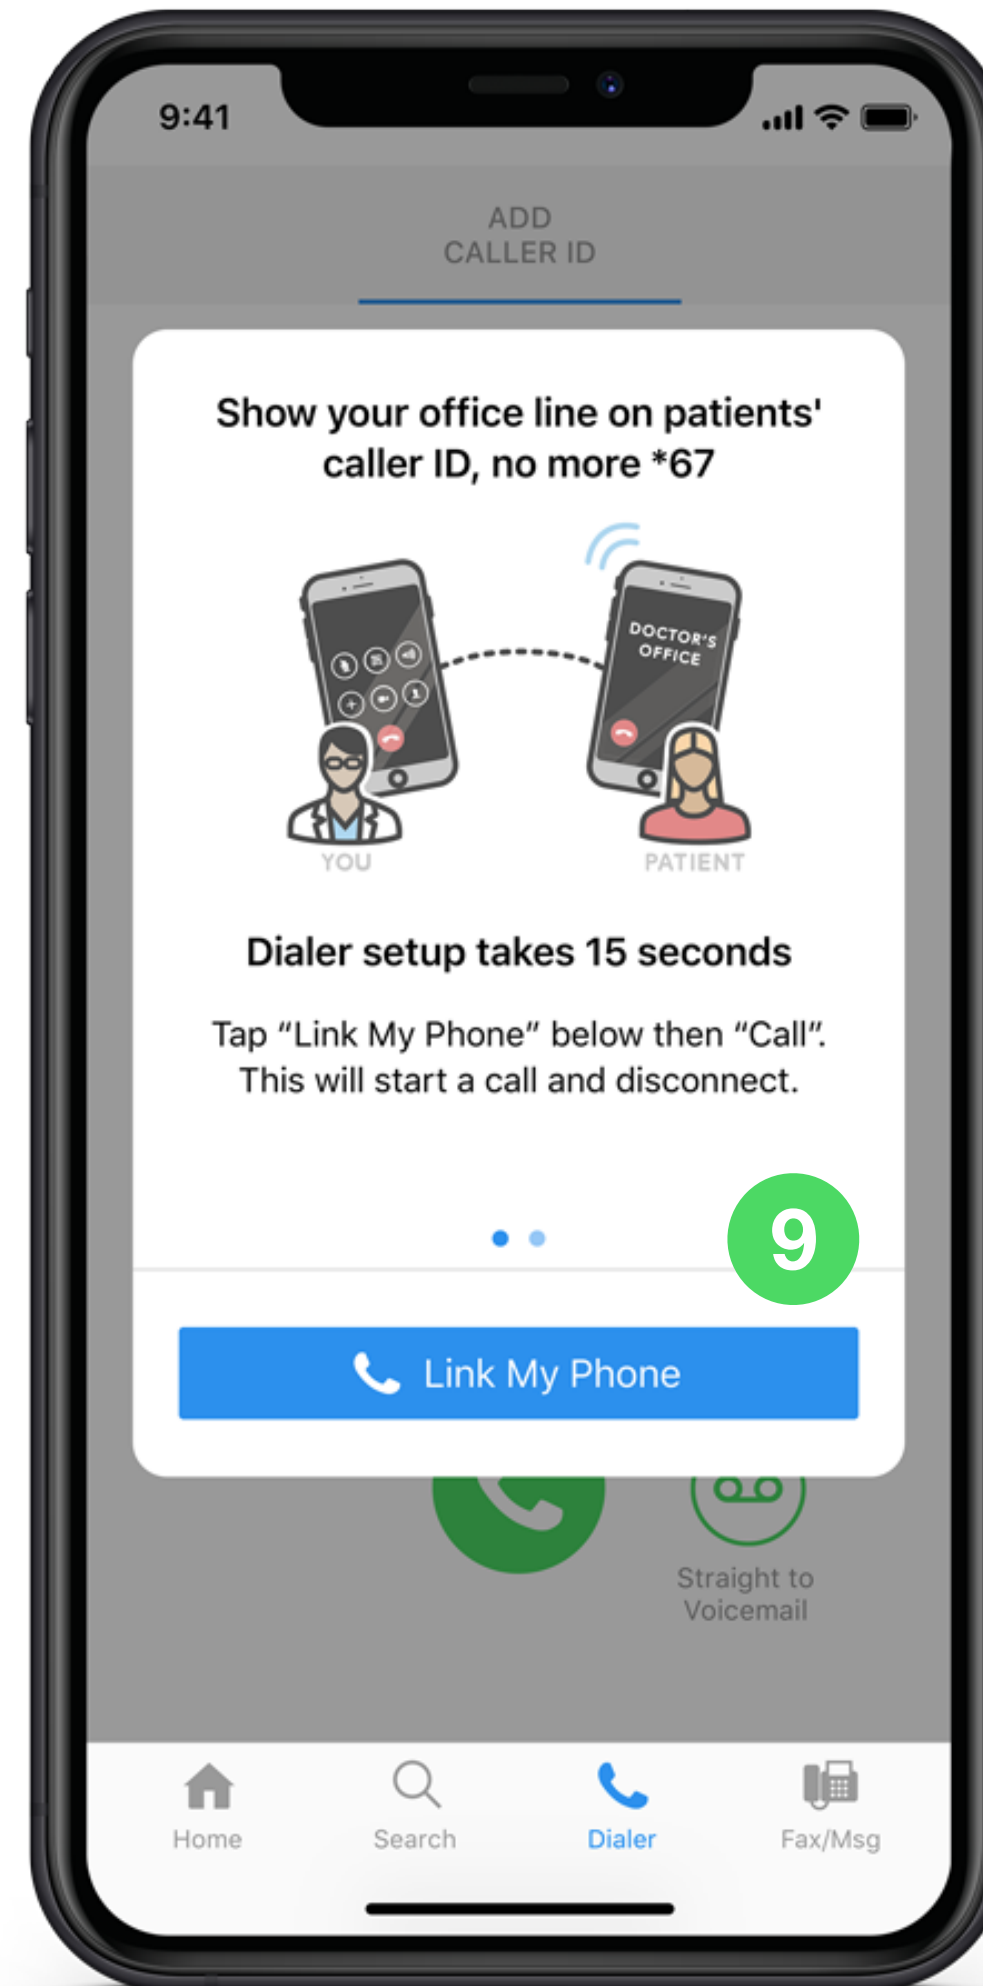 9:41
ADD
CALLER ID
Show your office line on patients'
caller ID, no more *67
DOCTOR'S
OFFICE
YOU
PATIENT
Dialer setup takes 15 seconds
Tap “Link My Phone” below then “Call”.
This will start a call and disconnect.
9
Link My Phone
Straight to
Voicemail
Home
Search
Dialer
Fax/Msg